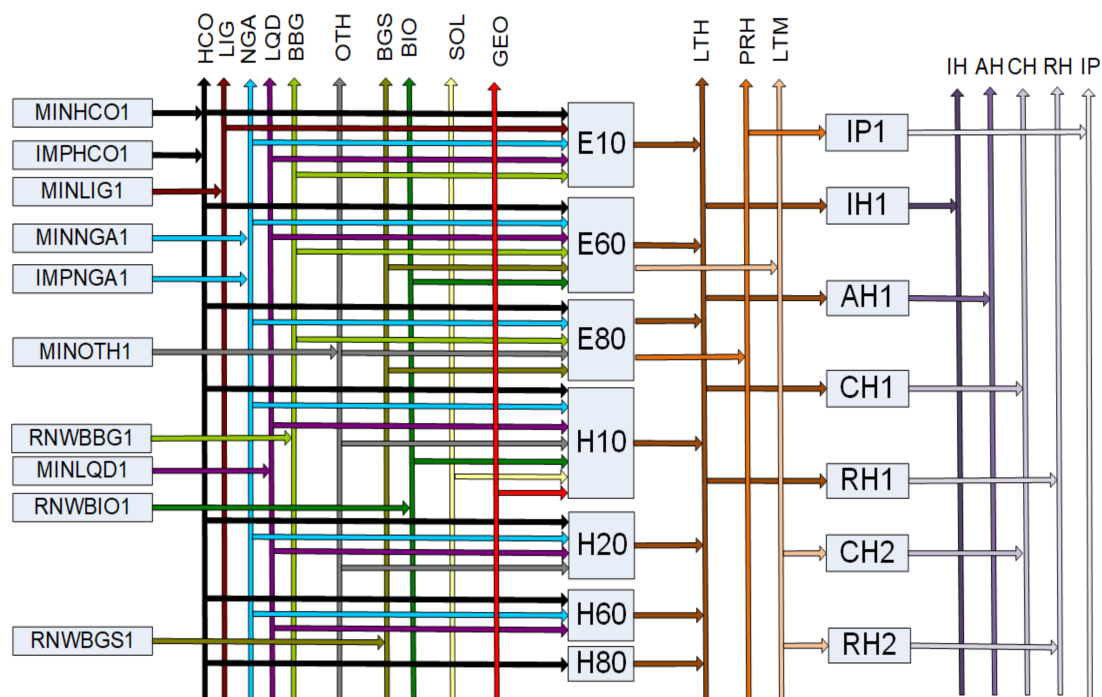 HCO
LIG
NGA
LQD
BBG
OTH
BGS
BIO
SOL
GEO
LTH
PRH
LTM
IH
AH
CH
RH
IP
MINHCO1
IMPHCO1
MINLIG1
MINNGA1
IMPNGA1
MINOTH1
RNWBBG1
MINLQD1
RNWBIO1
RNWBGS1
E10
E60
E80
H10
H20
H60
H80
IP1
IH1
AH1
CH1
RH1
CH2
RH2